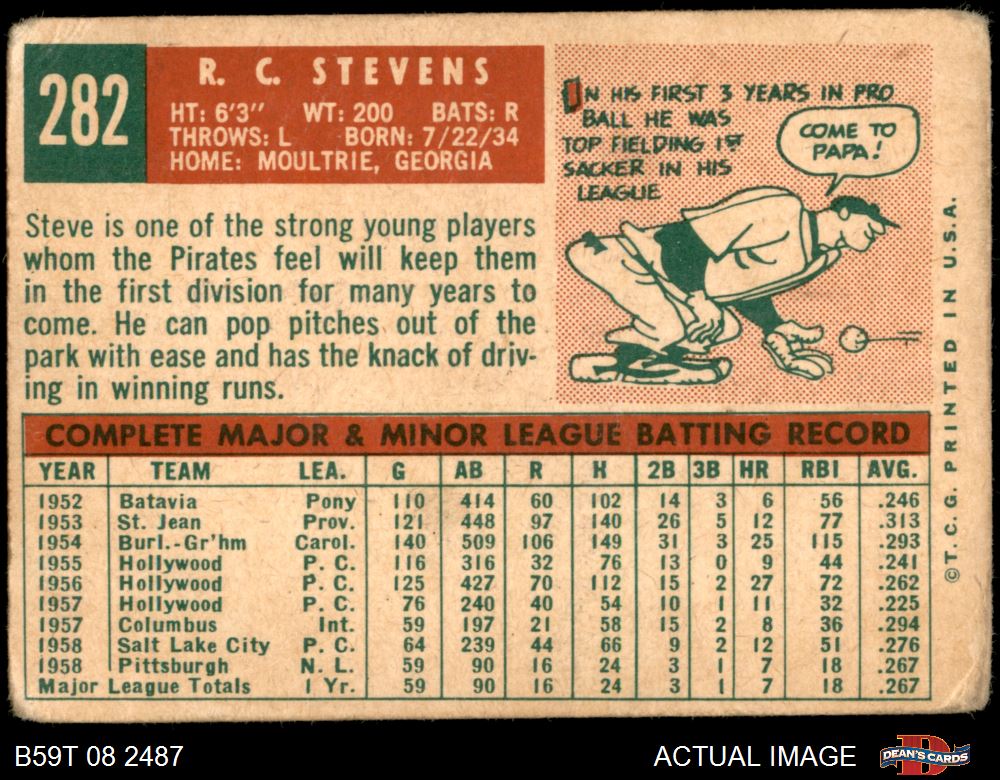 282
R. C. STEVENS
HT: 6'3" WT: 200 BATS: R
THROWS: L BORN: 7/22/34
HOME: MOULTRIE, GEORGIA
IN HIS FIRST 3 YEARS IN PRO
BALL HE WAS
TOP FIELDING 1ST
SACKER IN HIS
LEAGUE
COME TO
PAPA!
Steve is one of the strong young players
whom the Pirates feel will keep them
in the first division for many years to
come. He can pop pitches out of the
park with ease and has the knack of driv-
ing in winning runs.
COMPLETE MAJOR & MINOR LEAGUE BATTING RECORD
YEAR TEAM LEA. G AB R H 2B 3B HR RBI AVG.
1952 Batavia Pony 110 414 60 102 14 3 6 56 .246
1953 St. Jean Prov. 121 448 97 140 26 5 12 77 .313
1954 Burl.-Gr'hm Carol. 140 509 106 149 31 3 25 115 .293
1955 Hollywood P. C. 116 316 32 76 13 0 9 44 .241
1956 Hollywood P. C. 125 427 70 112 15 2 27 72 .262
1957 Hollywood P. C. 76 240 40 54 10 1 11 32 .225
1957 Columbus Int. 59 197 21 58 15 2 8 36 .294
1958 Salt Lake City P. C. 64 239 44 66 9 2 12 51 .276
1958 Pittsburgh N. L. 59 90 16 24 3 1 7 18 .267
Major League Totals 1 Yr. 59 90 16 24 3 1 7 18 .267
©T. C. G. PRINTED IN U.S.A.
B59T 08 2487
ACTUAL IMAGE
DEAN'S CARDS